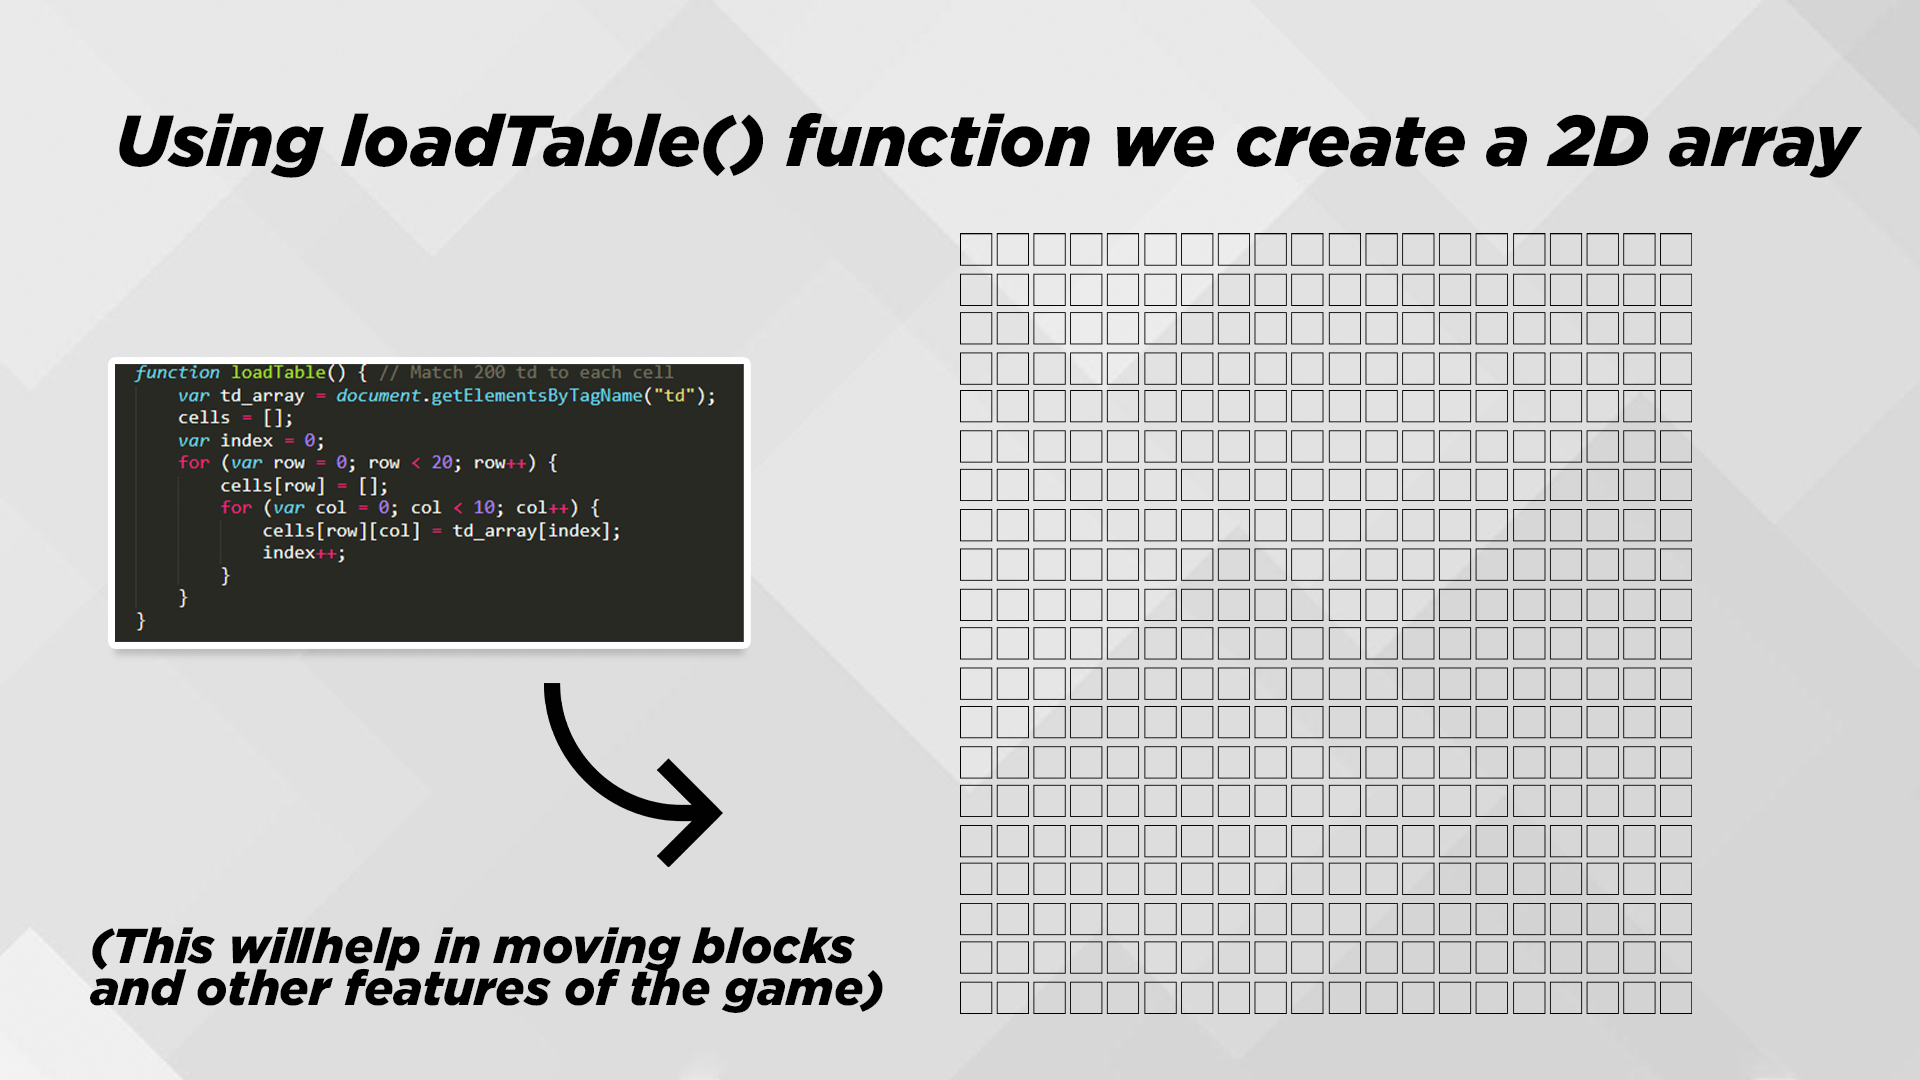 Using loadTable() function we create a 2D array
function loadTable() { // Match 200 td to each cell
var td_array = document.getElementsByTagName("td");
cells = [];
var index = 0;
for (var row = 0; row < 20; row++) {
cells[row] = [];
for (var col = 0; col < 10; col++) {
cells[row][col] = td_array[index];
index++;
}
}
}
(This willhelp in moving blocks
and other features of the game)